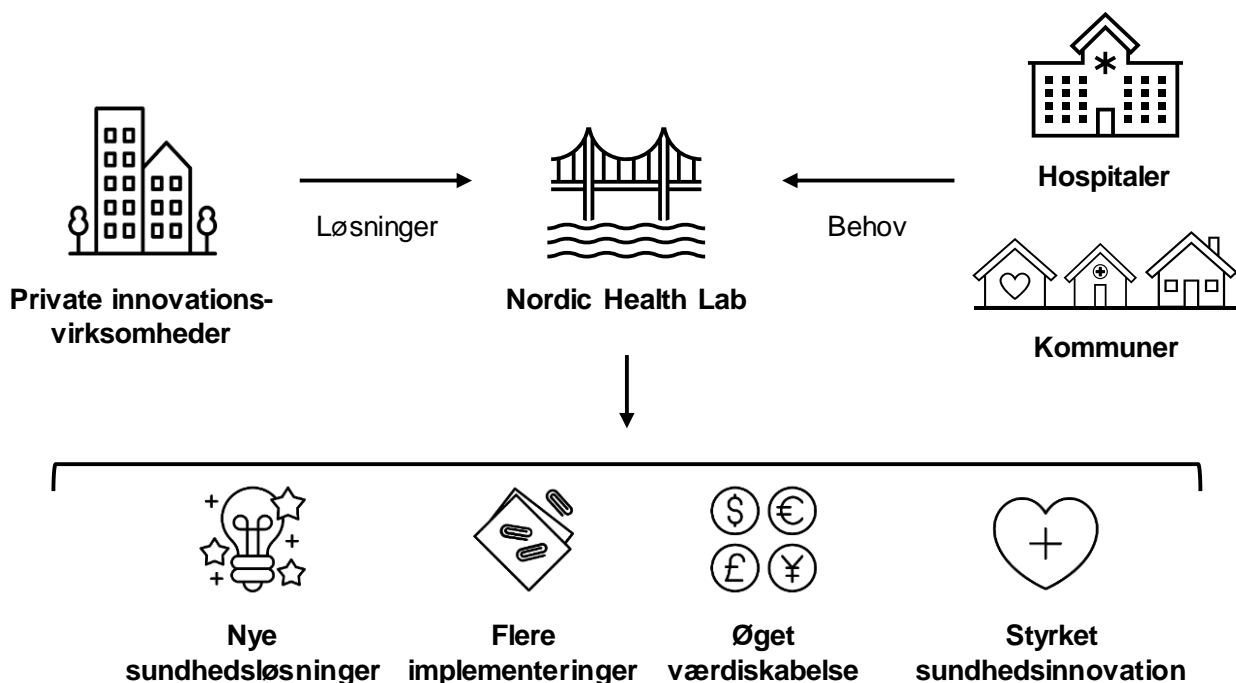 Hospitaler
Løsninger
Behov
Private innovations-
virksomheder
Nordic Health Lab
Kommuner
$ €
£ ¥
Nye
sundhedsløsninger
Flere
implementeringer
Øget
værdiskabelse
Styrket
sundhedsinnovation